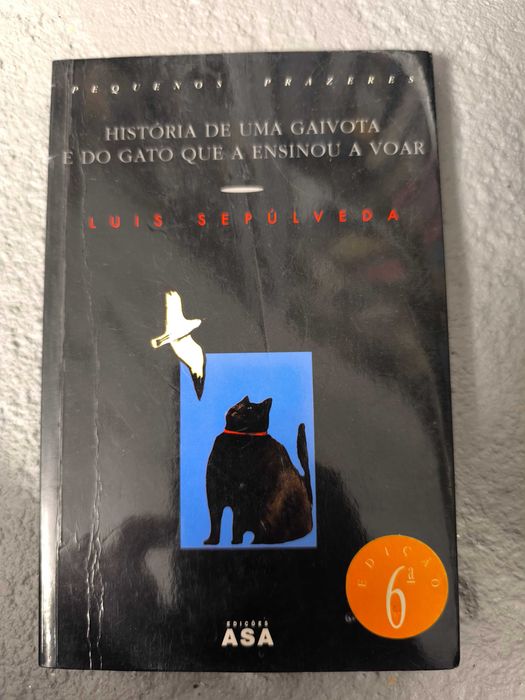 PEQUENOS PRAZERES
HISTÓRIA DE UMA GAIVOTA
E DO GATO QUE A ENSINOU A VOAR
LUIS SEPÚLVEDA
EDIÇÃO
6ª
EDIÇÕES
ASA